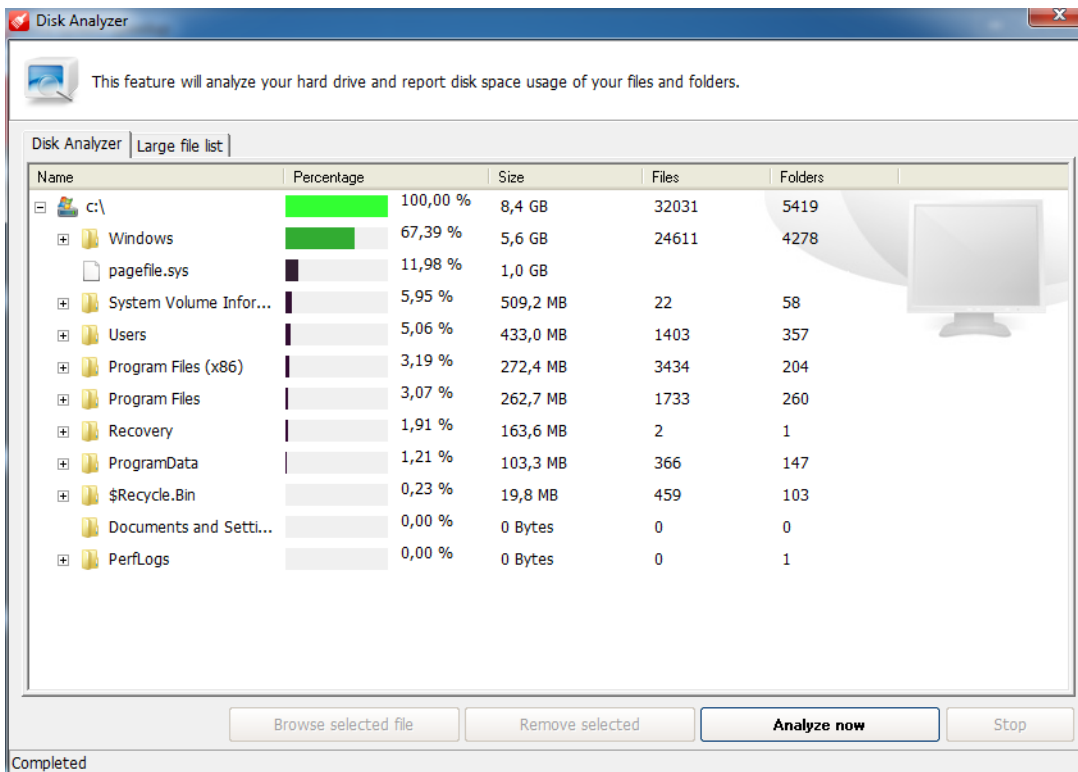 Disk Analyzer
This feature will analyze your hard drive and report disk space usage of your files and folders.
Disk Analyzer Large file list
Name Percentage Size Files Folders
c:\ 100,00 % 8,4 GB 32031 5419
Windows 67,39 % 5,6 GB 24611 4278
pagefile.sys 11,98 % 1,0 GB
System Volume Infor... 5,95 % 509,2 MB 22 58
Users 5,06 % 433,0 MB 1403 357
Program Files (x86) 3,19 % 272,4 MB 3434 204
Program Files 3,07 % 262,7 MB 1733 260
Recovery 1,91 % 163,6 MB 2 1
ProgramData 1,21 % 103,3 MB 366 147
$Recycle.Bin 0,23 % 19,8 MB 459 103
Documents and Setti... 0,00 % 0 Bytes 0 0
PerfLogs 0,00 % 0 Bytes 0 1
Browse selected file Remove selected Analyze now Stop
Completed